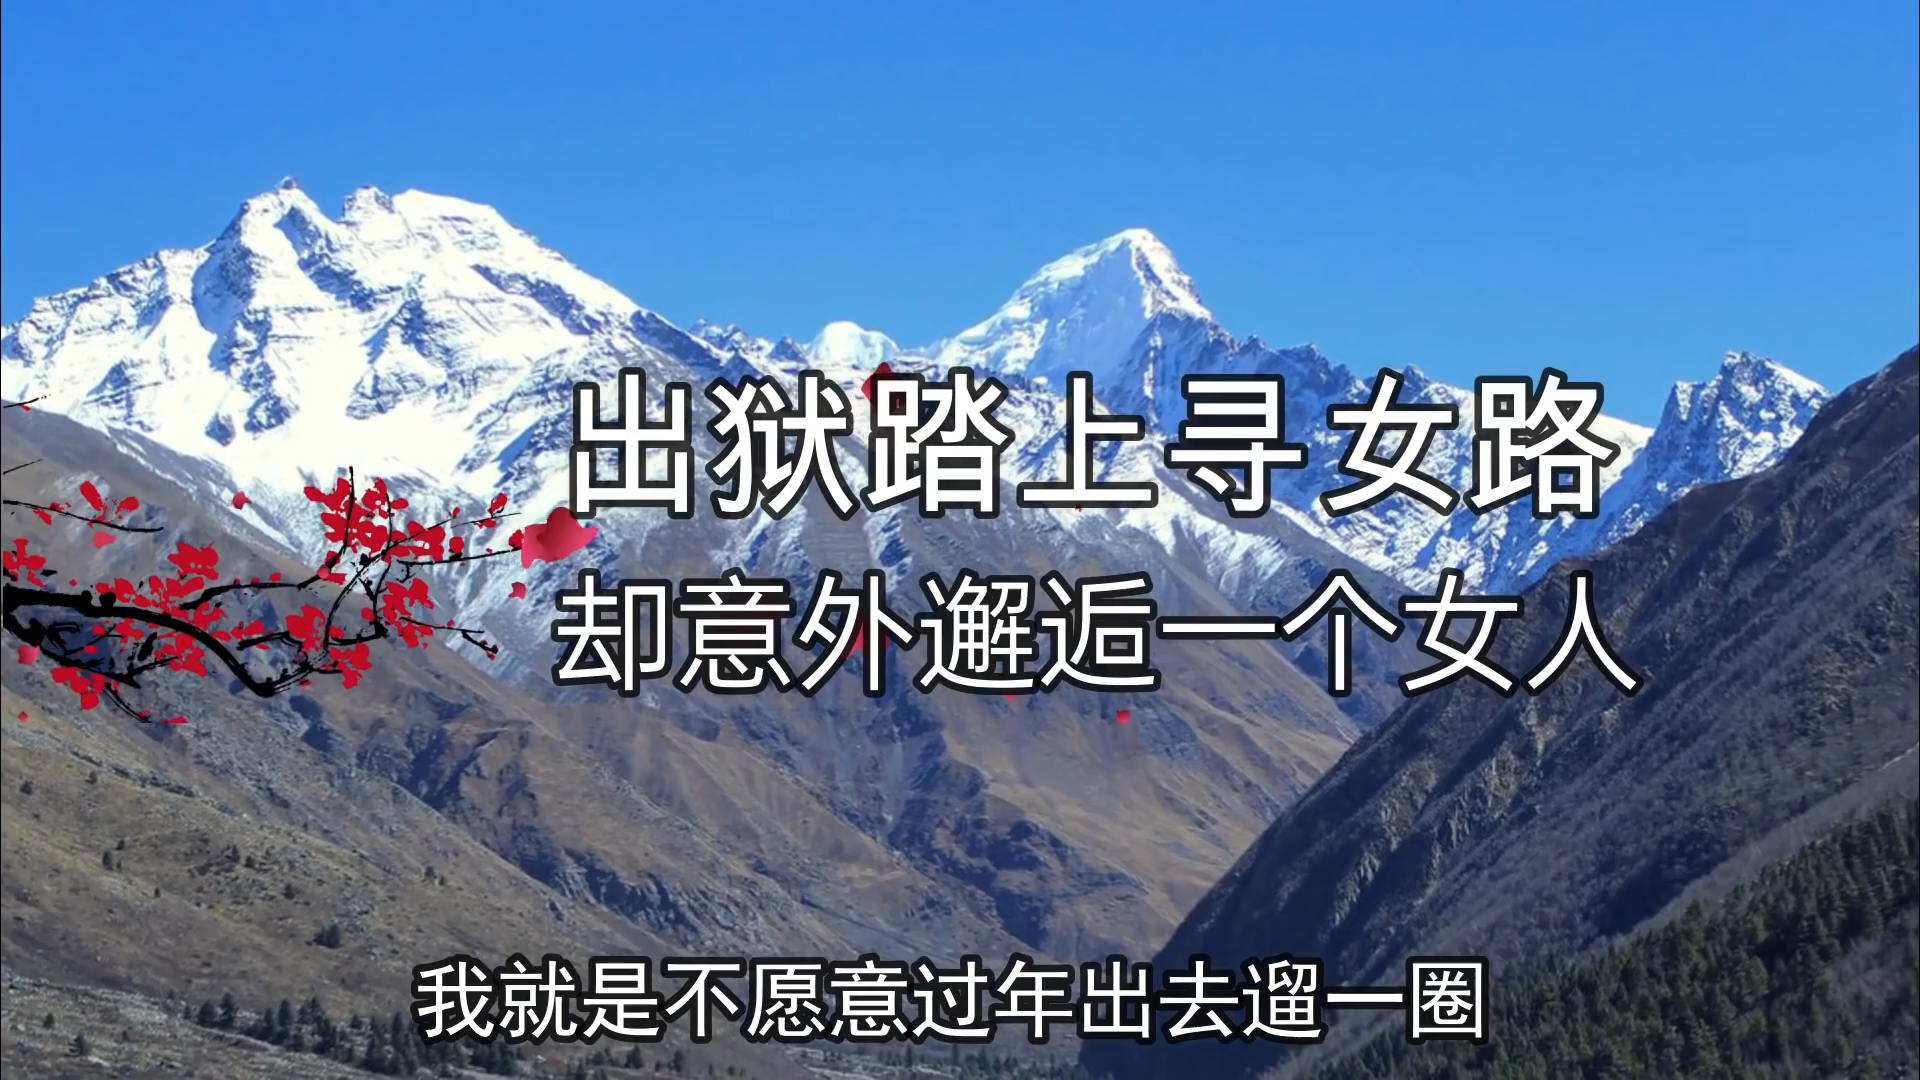 出狱踏上寻女路
却意外邂逅一个女人
我就是不愿意过年出去遛一圈